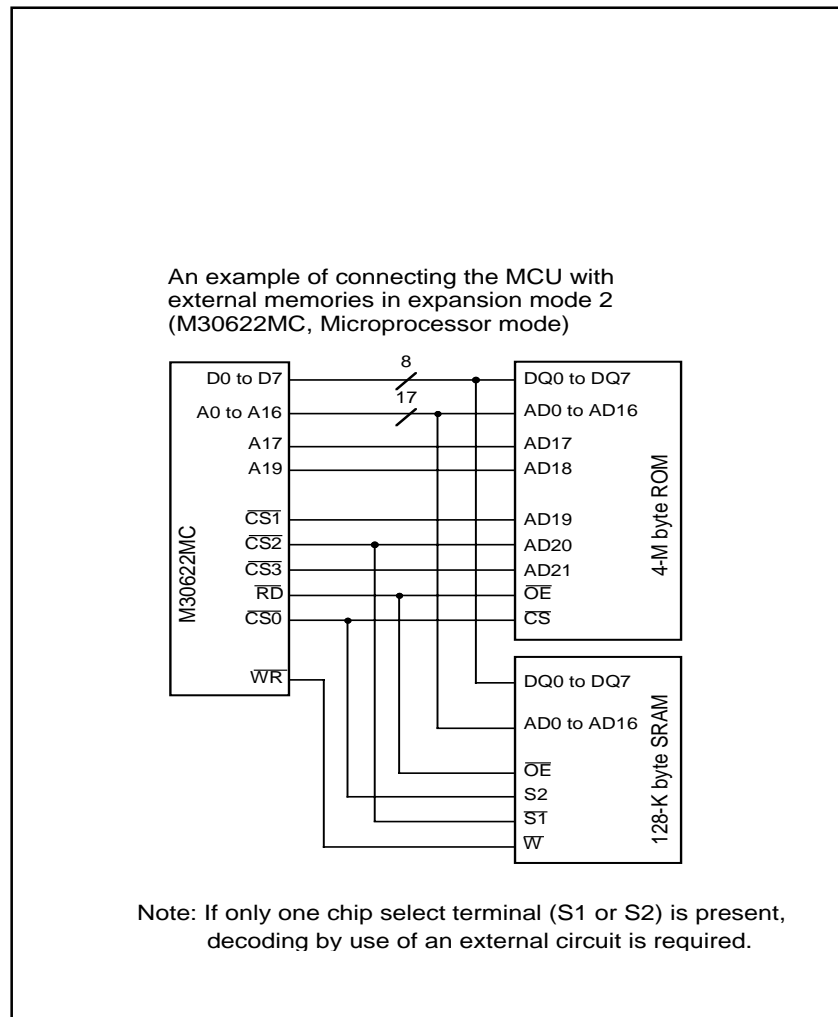 An example of connecting the MCU with
external memories in expansion mode 2
(M30622MC, Microprocessor mode)
8
17
M30622MC
D0 to D7
A0 to A16
A17
A19
CS1
CS2
CS3
RD
CS0
WR
4-M byte ROM
DQ0 to DQ7
AD0 to AD16
AD17
AD18
AD19
AD20
AD21
OE
CS
128-K byte SRAM
DQ0 to DQ7
AD0 to AD16
OE
S2
S1
W
Note: If only one chip select terminal (S1 or S2) is present,
decoding by use of an external circuit is required.